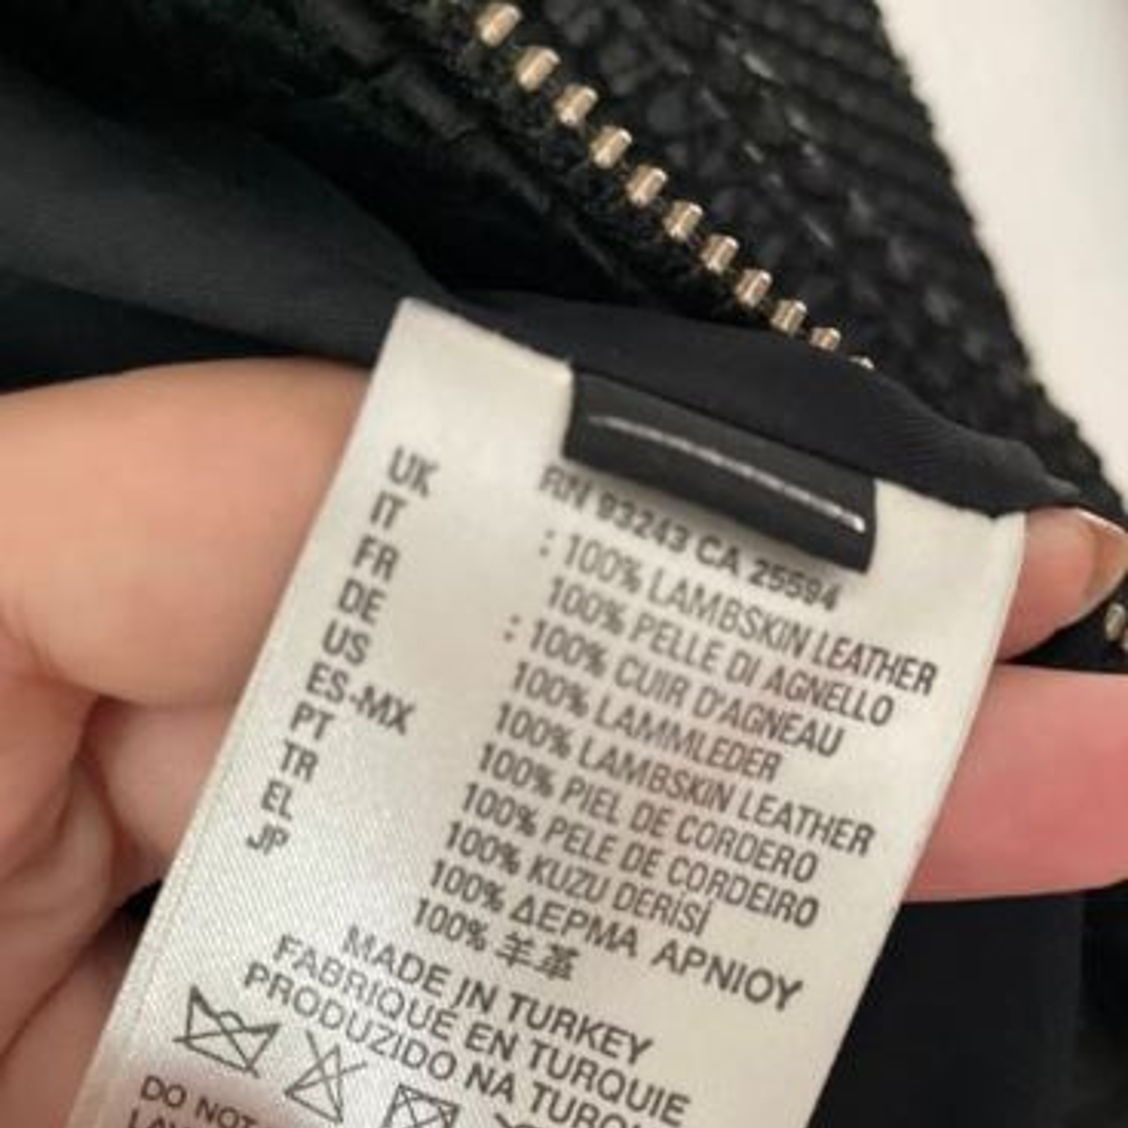 RN 93243 CA 25594
UK : 100% LAMBSKIN LEATHER
IT 100% PELLE DI AGNELLO
FR : 100% CUIR D'AGNEAU
DE 100% LAMMLEDER
US 100% LAMBSKIN LEATHER
ES-MX 100% PIEL DE CORDERO
PT 100% PELE DE CORDEIRO
TR 100% KUZU DERİSİ
EL 100% ΔΕΡΜΑ ΑΡΝΙΟΥ
JP 100% 羊革
MADE IN TURKEY
FABRIQUÉ EN TURQUIE
PRODUZIDO NA
DO NOT